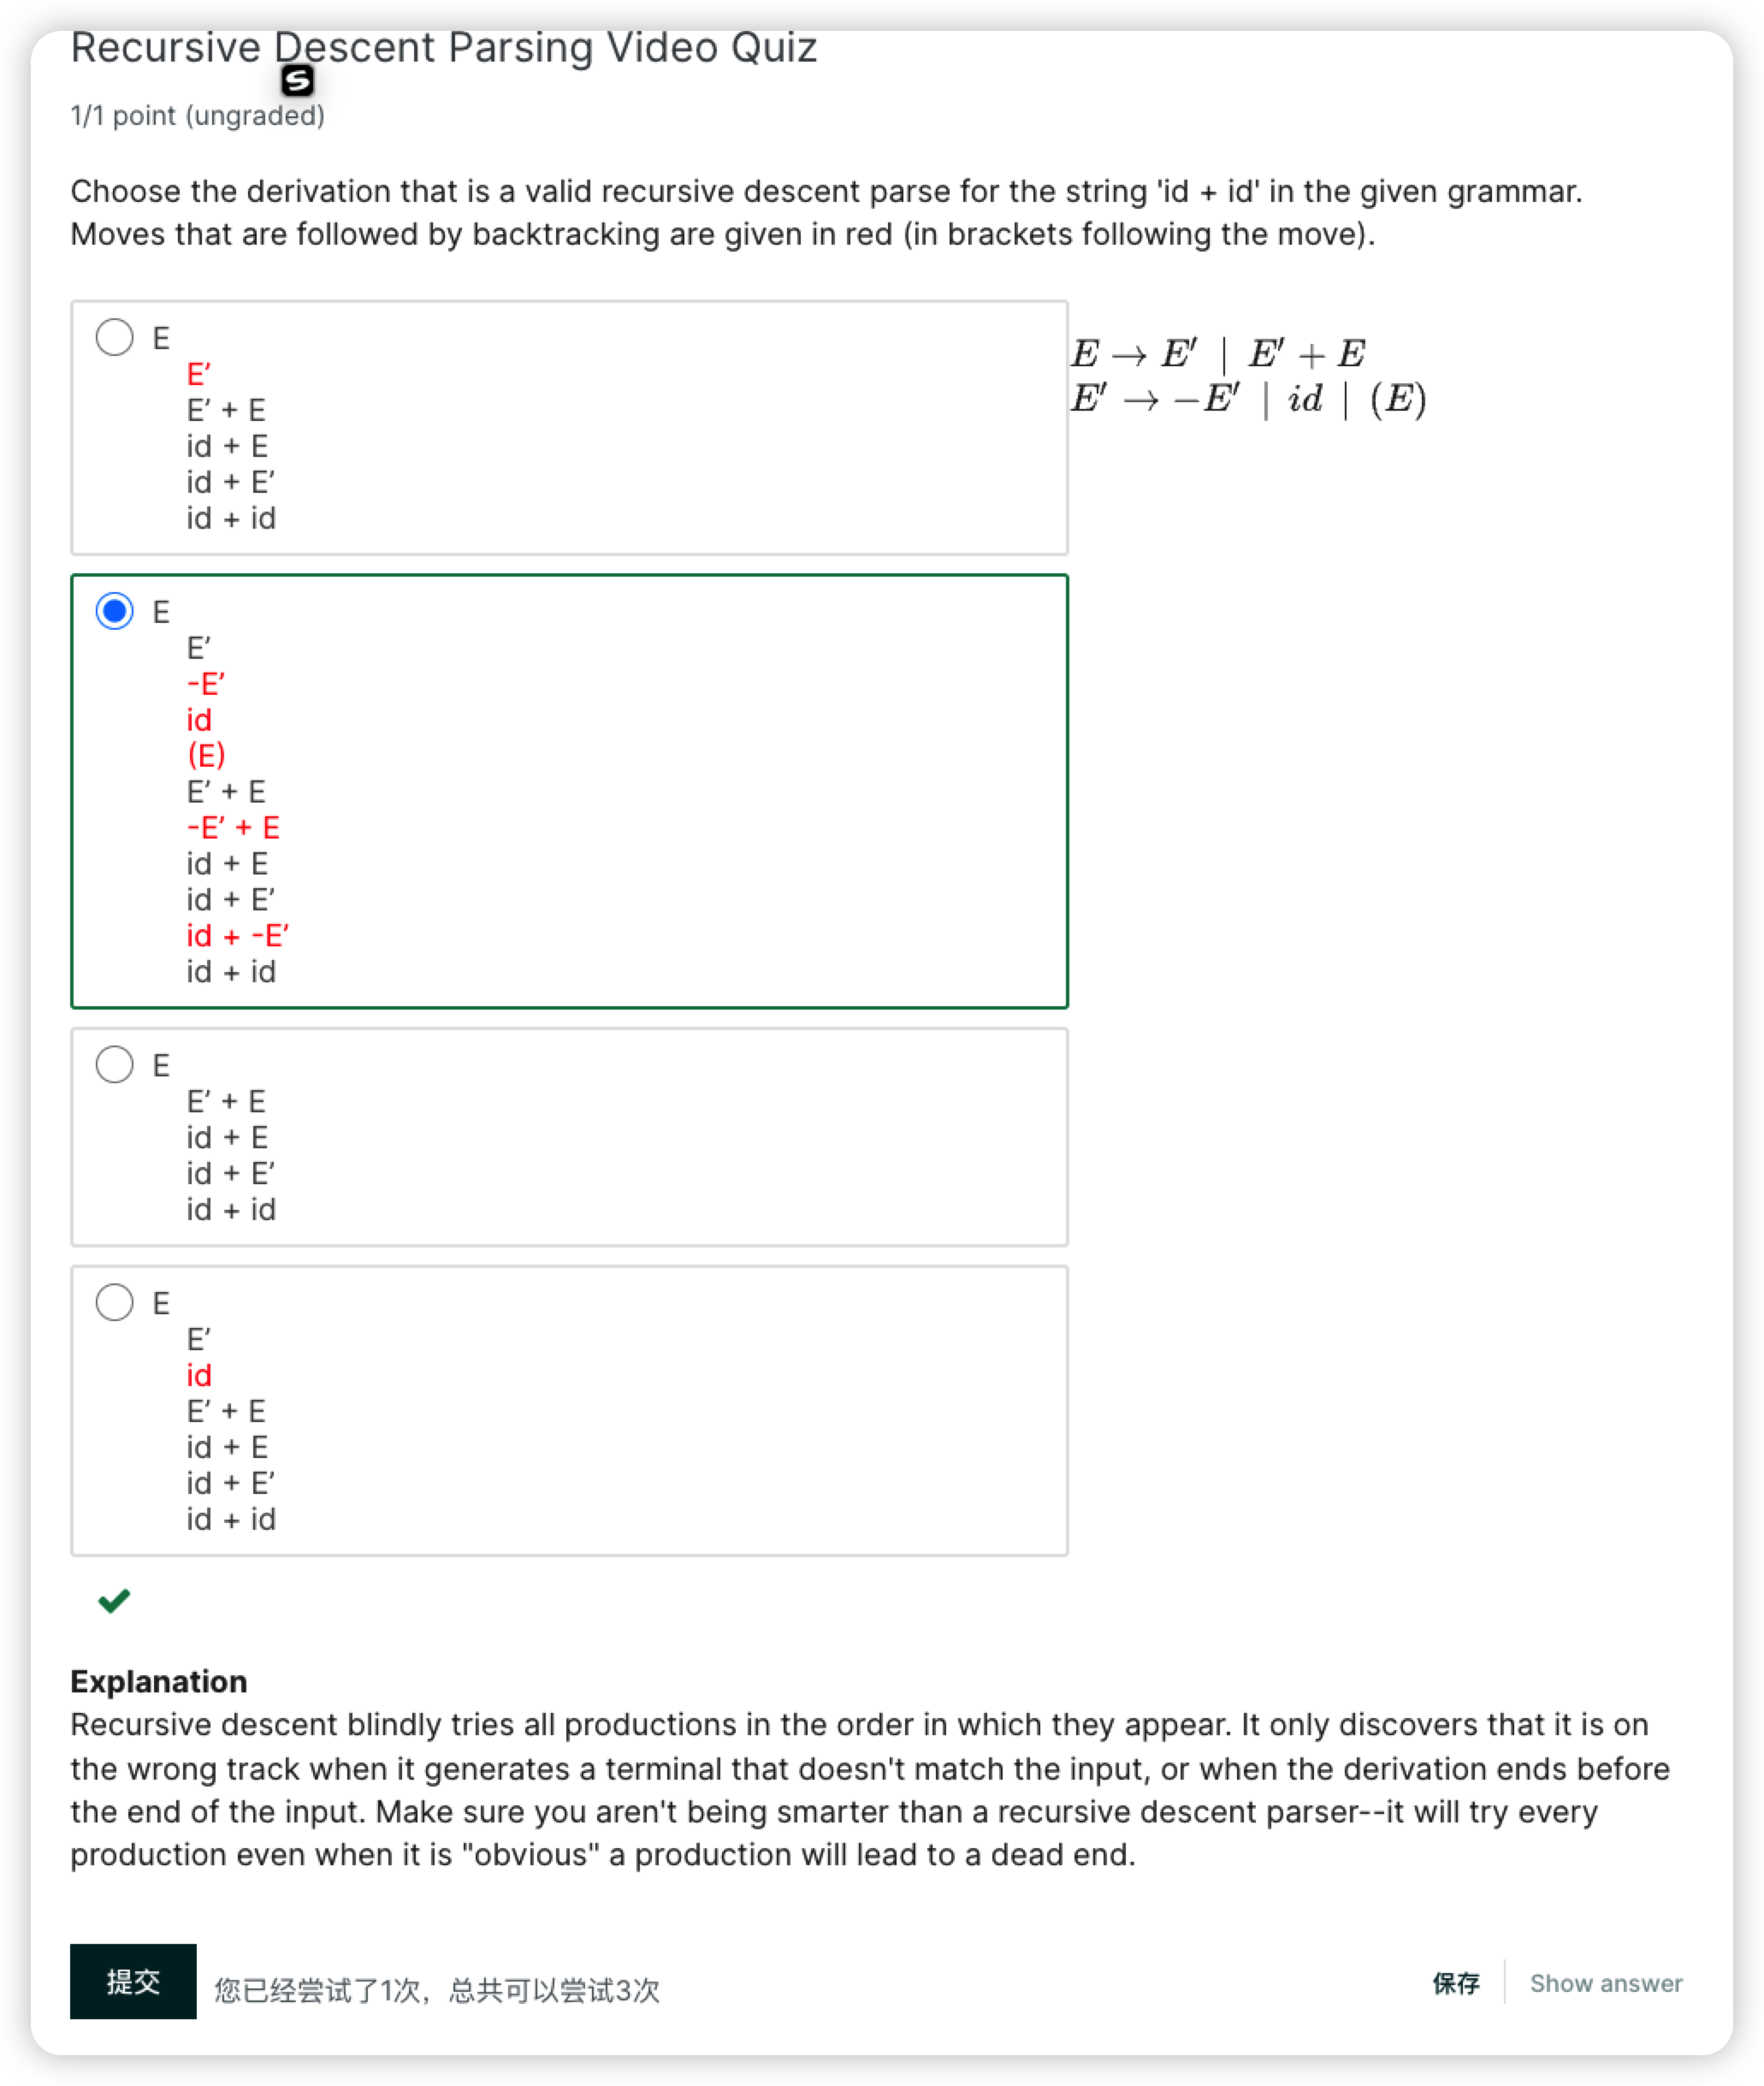 Recursive Descent Parsing Video Quiz
1/1 point (ungraded)
Choose the derivation that is a valid recursive descent parse for the string 'id + id' in the given grammar.
Moves that are followed by backtracking are given in red (in brackets following the move).
E
E’
E’ + E
id + E
id + E’
id + id
E → E′ | E′ + E
E′ → −E′ | id | (E)
E
E’
-E’
id
(E)
E’ + E
-E’ + E
id + E
id + E’
id + -E’
id + id
E
E’ + E
id + E
id + E’
id + id
E
E’
id
E’ + E
id + E
id + E’
id + id
Explanation
Recursive descent blindly tries all productions in the order in which they appear. It only discovers that it is on
the wrong track when it generates a terminal that doesn't match the input, or when the derivation ends before
the end of the input. Make sure you aren't being smarter than a recursive descent parser--it will try every
production even when it is "obvious" a production will lead to a dead end.
提交
您已经尝试了1次，总共可以尝试3次
保存
Show answer